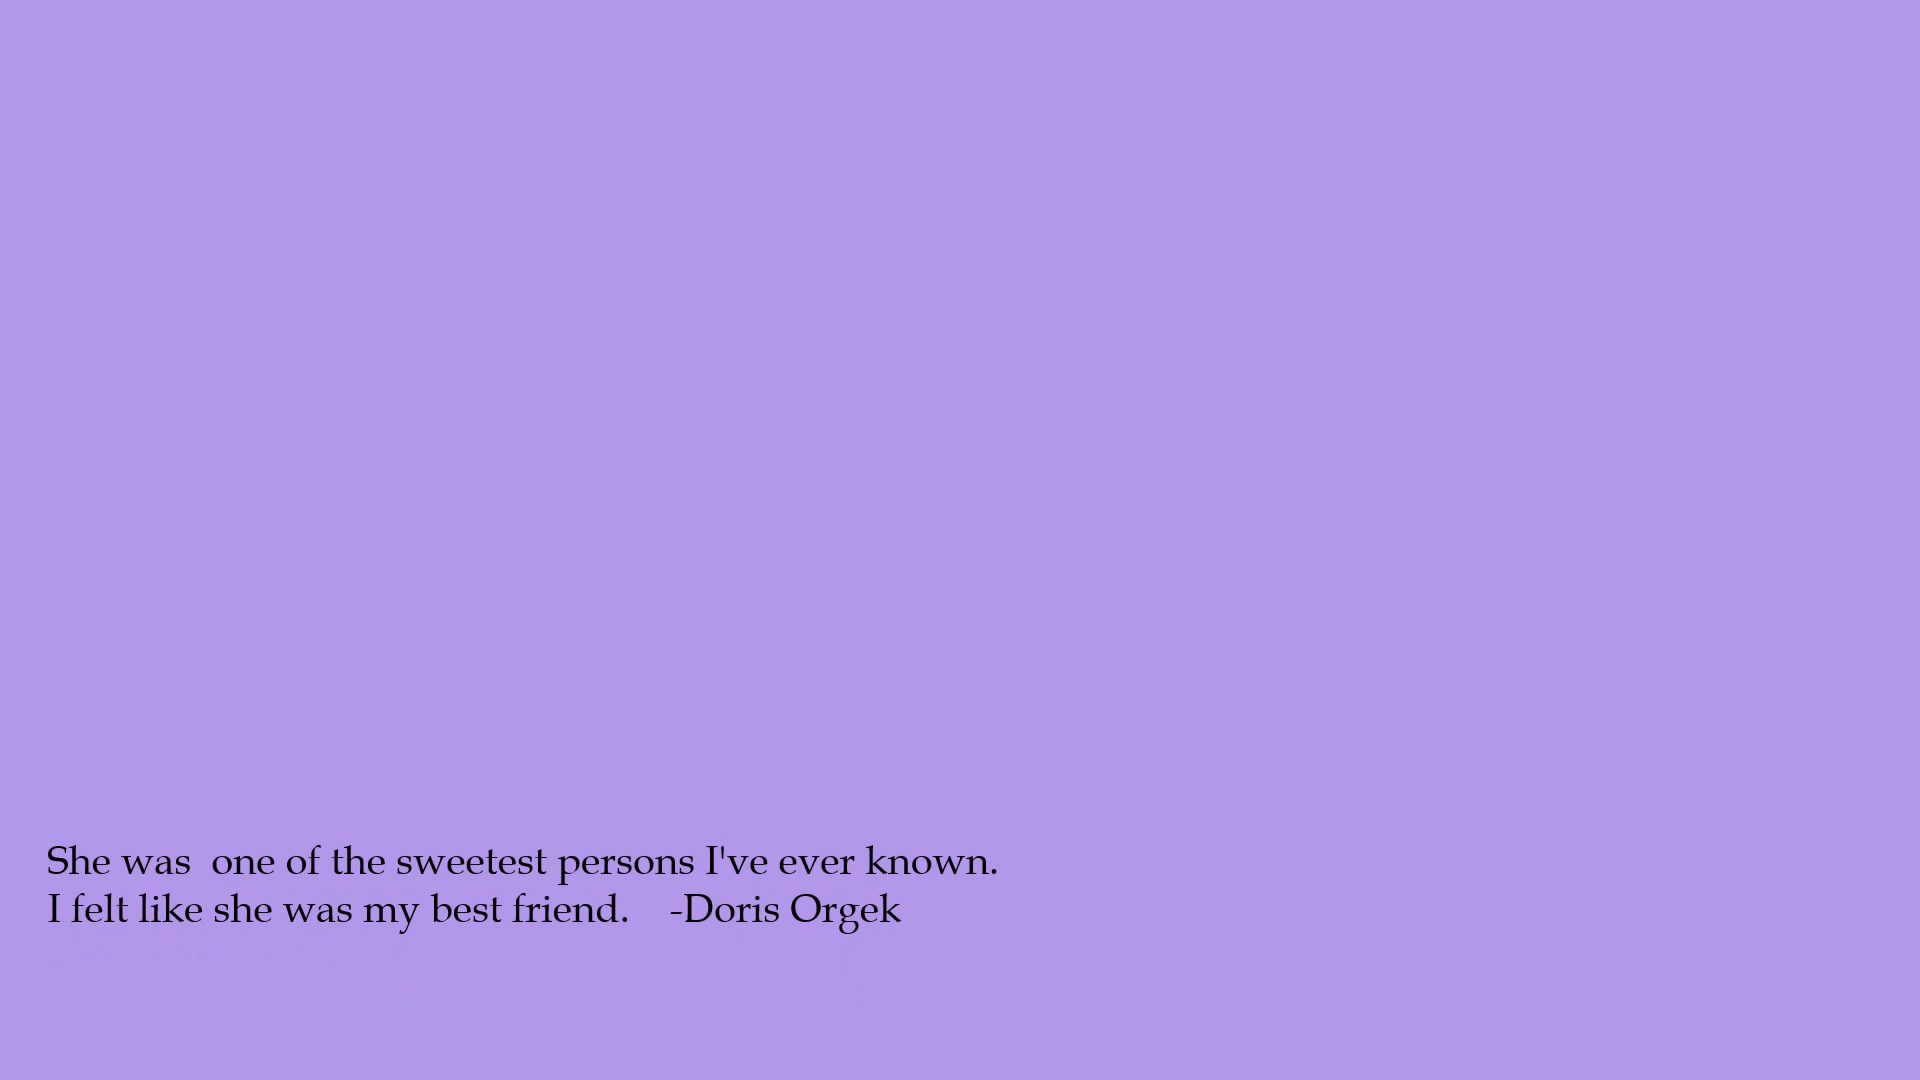 She was  one of the sweetest persons I've ever known.
I felt like she was my best friend.    -Doris Orgek